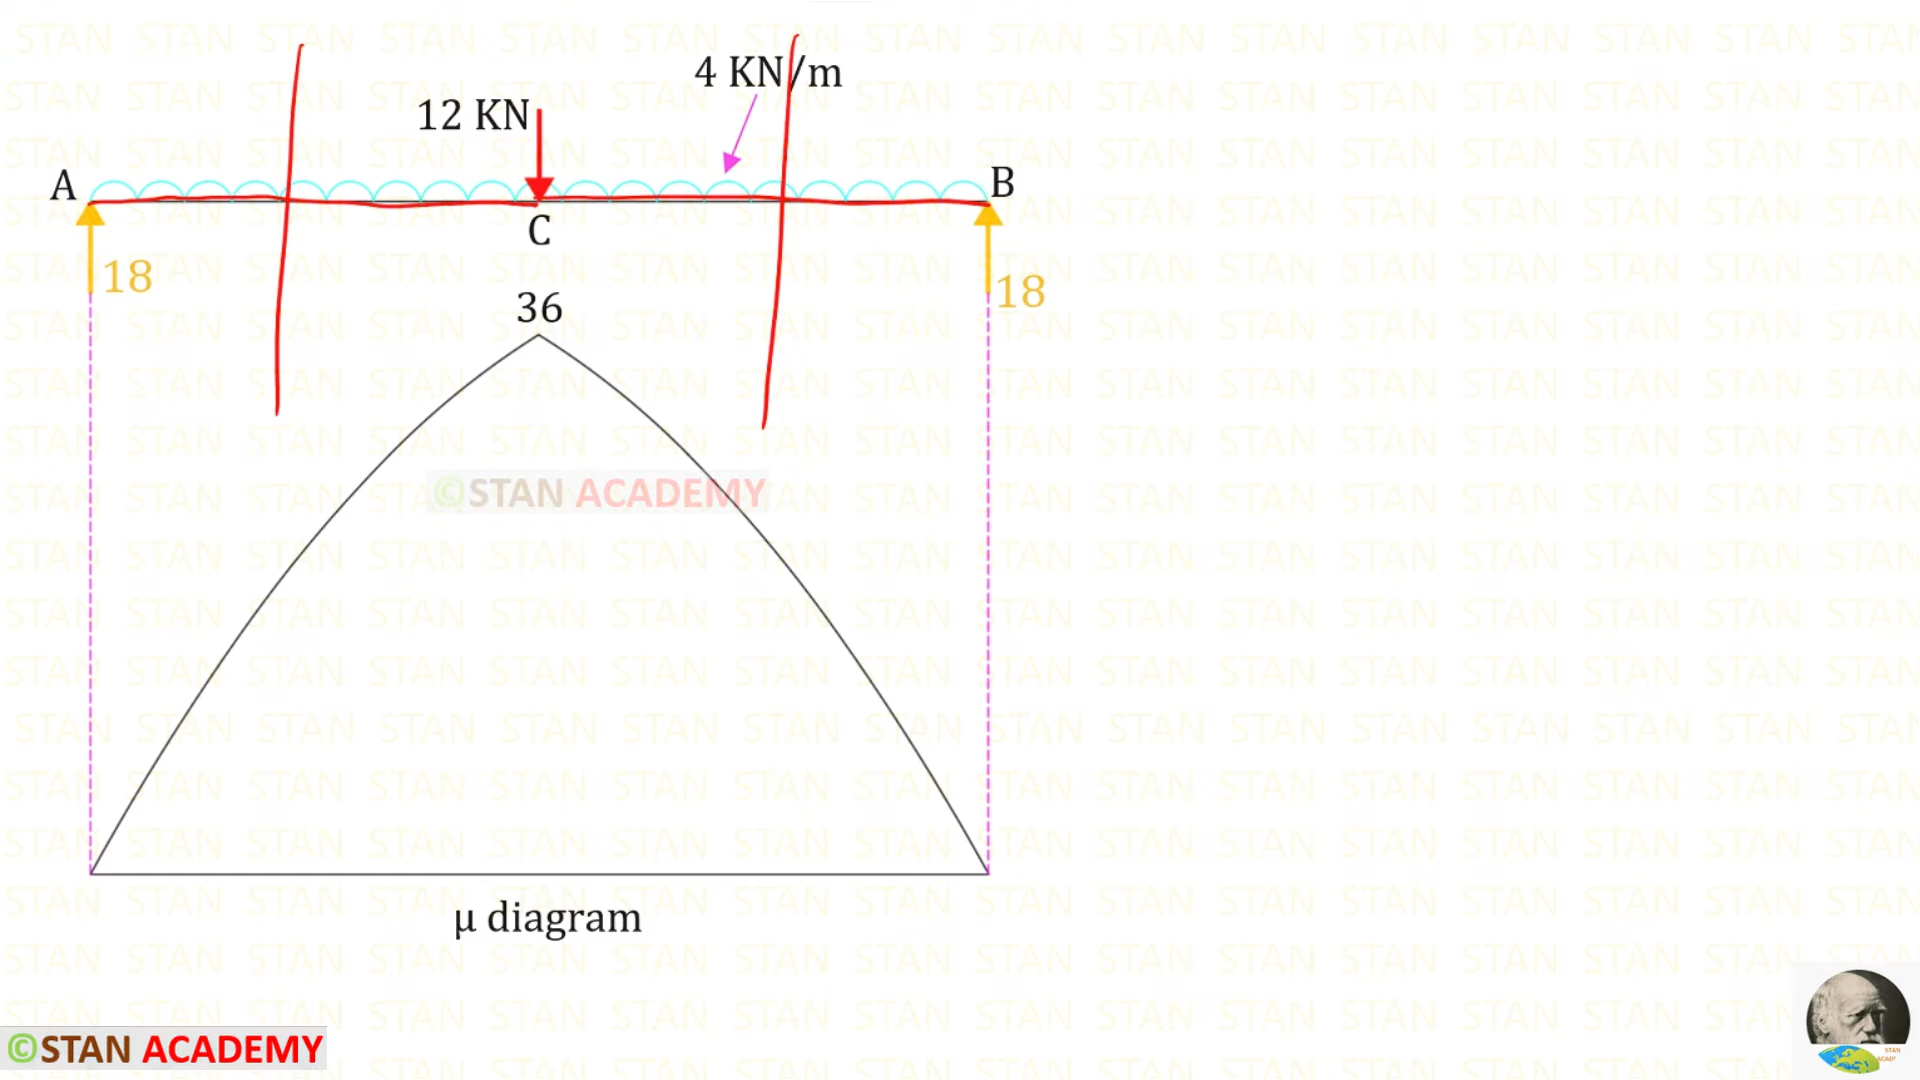 4 KN/m
12 KN
A
B
C
18
18
36
©STAN ACADEMY
μ diagram
©STAN ACADEMY